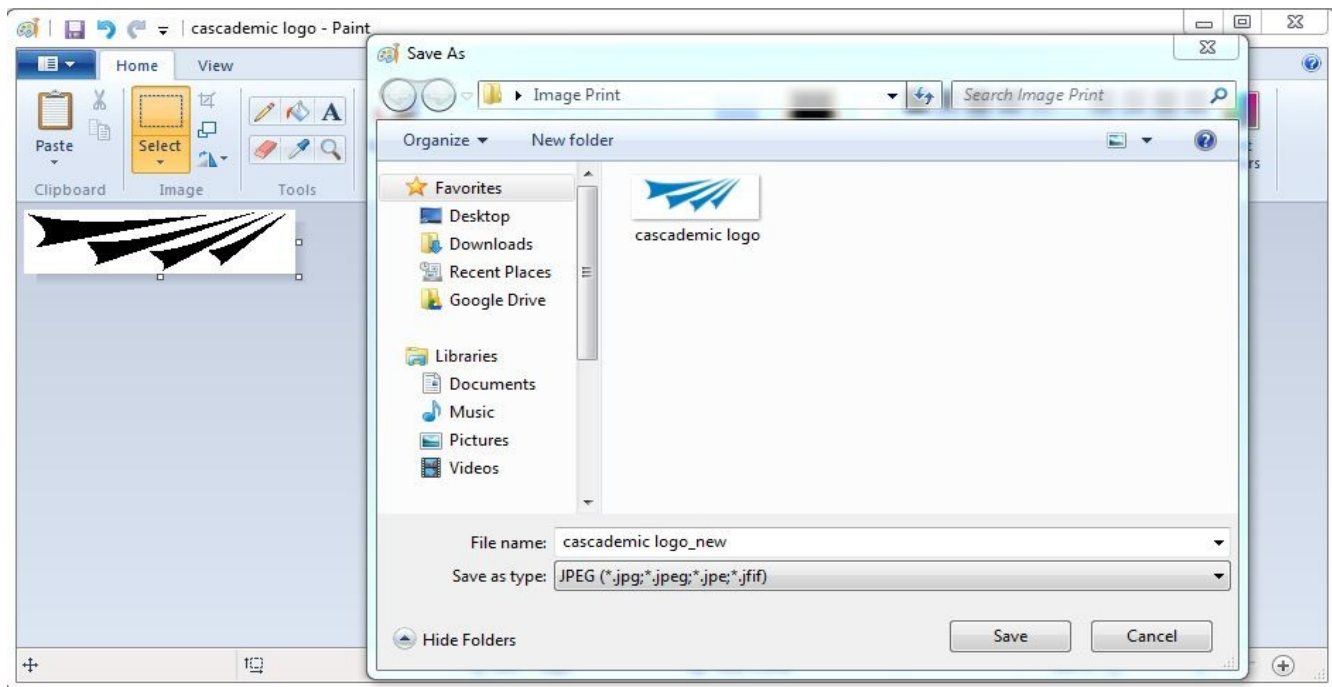 cascademic logo - Paint
Home View
Paste
Select
A
Clipboard Image Tools
Save As
Image Print
Search Image Print
Organize New folder
Favorites
Desktop
Downloads
Recent Places
Google Drive
Libraries
Documents
Music
Pictures
Videos
cascademic logo
File name: cascademic logo_new
Save as type: JPEG (*.jpg;*.jpeg;*.jpe;*.jfif)
Hide Folders
Save Cancel